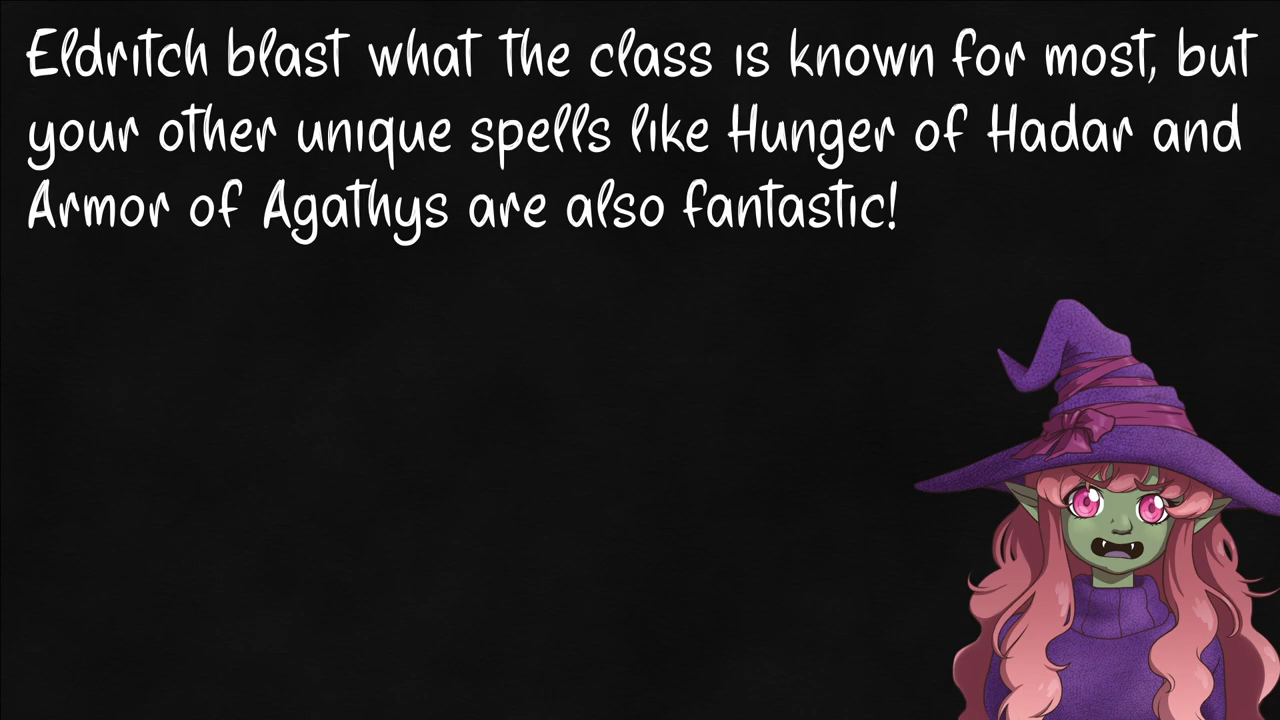 Eldritch blast what the class is known for most, but
your other unique spells like Hunger of Hadar and
Armor of Agathys are also fantastic!